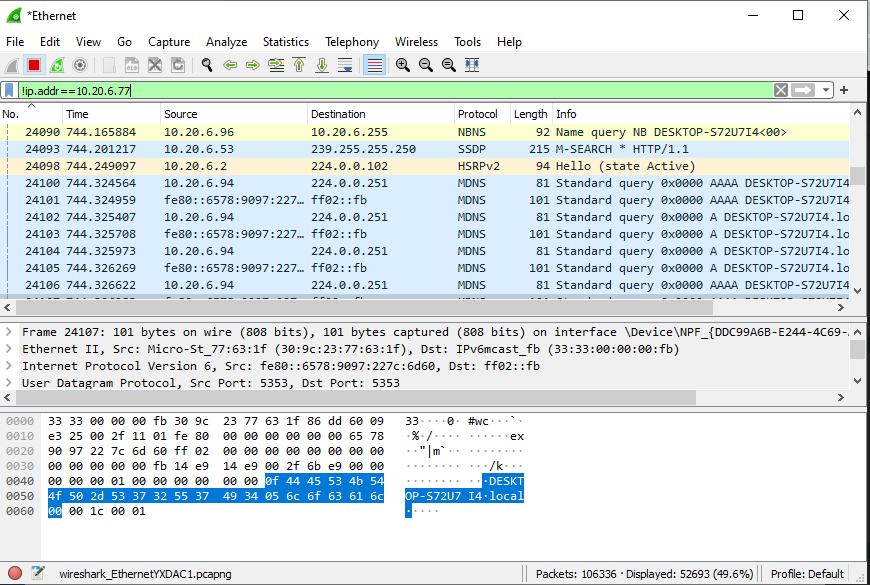 *Ethernet
File Edit View Go Capture Analyze Statistics Telephony Wireless Tools Help
!ip.addr==10.20.6.77
No. Time Source Destination Protocol Length Info
24090 744.165884 10.20.6.96 10.20.6.255 NBNS 92 Name query NB DESKTOP-S72U7I4<00>
24093 744.201217 10.20.6.53 239.255.255.250 SSDP 215 M-SEARCH * HTTP/1.1
24098 744.249097 10.20.6.2 224.0.0.102 HSRPv2 94 Hello (state Active)
24100 744.324564 10.20.6.94 224.0.0.251 MDNS 81 Standard query 0x0000 AAAA DESKTOP-S72U7I4
24101 744.324959 fe80::6578:9097:227… ff02::fb MDNS 101 Standard query 0x0000 AAAA DESKTOP-S72U7I4
24102 744.325407 10.20.6.94 224.0.0.251 MDNS 81 Standard query 0x0000 A DESKTOP-S72U7I4.lo
24103 744.325708 fe80::6578:9097:227… ff02::fb MDNS 101 Standard query 0x0000 A DESKTOP-S72U7I4.lo
24104 744.325973 10.20.6.94 224.0.0.251 MDNS 81 Standard query 0x0000 A DESKTOP-S72U7I4.lo
24105 744.326269 fe80::6578:9097:227… ff02::fb MDNS 101 Standard query 0x0000 A DESKTOP-S72U7I4.lo
24106 744.326622 10.20.6.94 224.0.0.251 MDNS 81 Standard query 0x0000 AAAA DESKTOP-S72U7I4
Frame 24107: 101 bytes on wire (808 bits), 101 bytes captured (808 bits) on interface \Device\NPF_{DDC99A6B-E244-4C69-
Ethernet II, Src: Micro-St_77:63:1f (30:9c:23:77:63:1f), Dst: IPv6mcast_fb (33:33:00:00:00:fb)
Internet Protocol Version 6, Src: fe80::6578:9097:227c:6d60, Dst: ff02::fb
User Datagram Protocol, Src Port: 5353, Dst Port: 5353
0000 33 33 00 00 00 fb 30 9c 23 77 63 1f 86 dd 60 09 33····0· #wc···`·
0010 e3 25 00 2f 11 01 fe 80 00 00 00 00 00 00 65 78 ·%·/···· ······ex
0020 90 97 22 7c 6d 60 ff 02 00 00 00 00 00 00 00 00 ··"|m`·· ········
0030 00 00 00 00 00 fb 14 e9 14 e9 00 2f 6b e9 00 00 ········ ···/k···
0040 00 00 00 01 00 00 00 00 00 00 0f 44 45 53 4b 54 ········ ···DESKT
0050 4f 50 2d 53 37 32 55 37 49 34 05 6c 6f 63 61 6c OP-S72U7 I4·local
0060 00 00 1c 00 01 ·····
wireshark_EthernetYXDAC1.pcapng Packets: 106336 · Displayed: 52693 (49.6%) Profile: Default